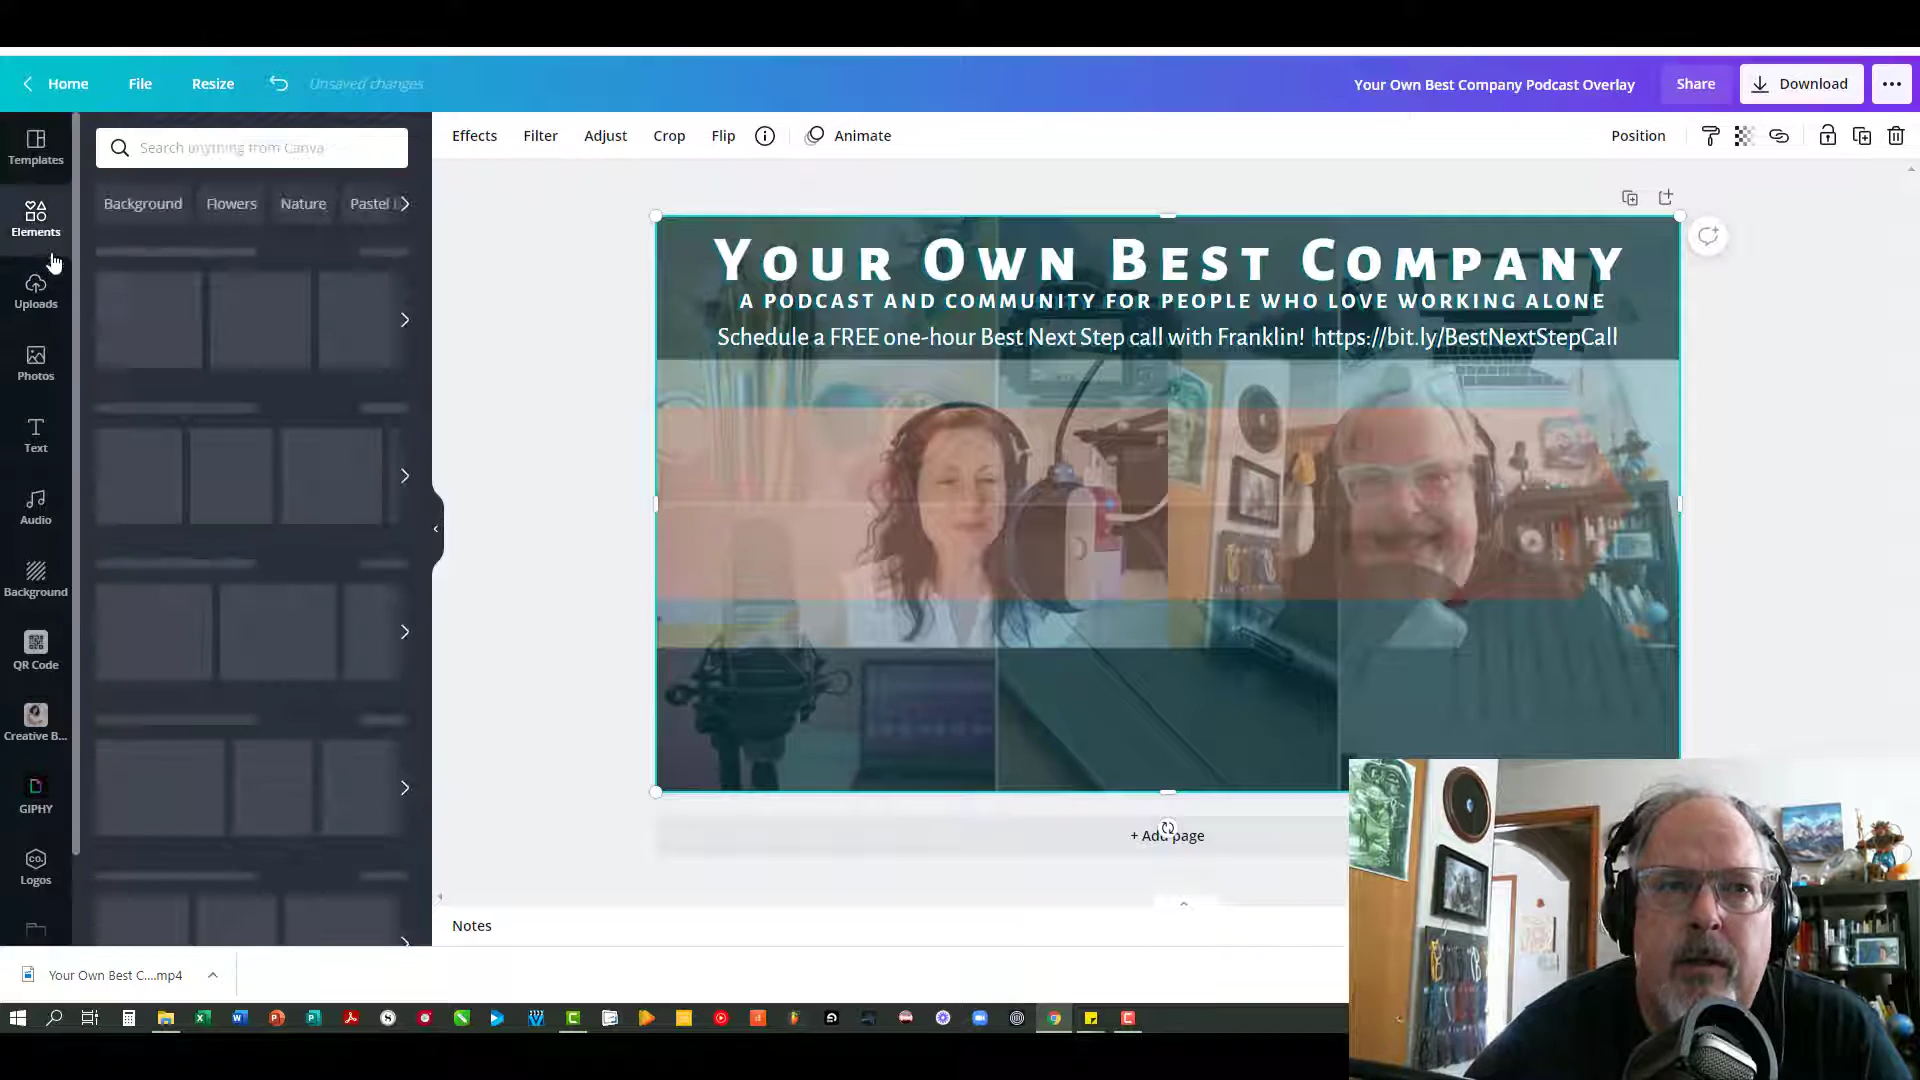 Home File Resize Unsaved changes Your Own Best Company Podcast Overlay Share Download
Templates
Search anything from Canva
Effects Filter Adjust Crop Flip Animate Position
Background Flowers Nature Pastel
Elements
Uploads
Photos
Text
Audio
Background
QR Code
Creative B...
GIPHY
co.
Logos
YOUR OWN BEST COMPANY
A PODCAST AND COMMUNITY FOR PEOPLE WHO LOVE WORKING ALONE
Schedule a FREE one-hour Best Next Step call with Franklin! https://bit.ly/BestNextStepCall
+ Add page
Notes
Your Own Best C....mp4